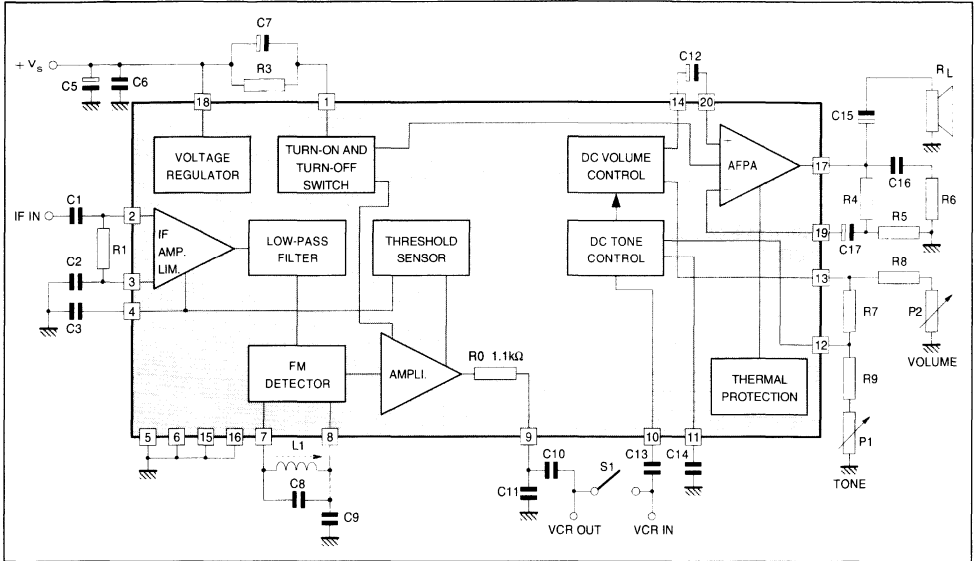 C7
+ Vs
R3
C12
C5
C6
RL
18
1
14
20
C15
VOLTAGE
REGULATOR
TURN-ON AND
TURN-OFF
SWITCH
DC VOLUME
CONTROL
+
AFPA
−
17
C16
R4
R6
C1
IF IN
2
R1
IF
AMP.
LIM.
LOW-PASS
FILTER
THRESHOLD
SENSOR
DC TONE
CONTROL
19
C17
R5
C2
3
13
R8
4
C3
R7
P2
12
VOLUME
FM
DETECTOR
AMPLI.
R0 1.1kΩ
THERMAL
PROTECTION
R9
P1
TONE
5
6
15
16
7
8
9
10
11
L1
C8
C9
C10
C11
S1
C13
C14
VCR OUT
VCR IN